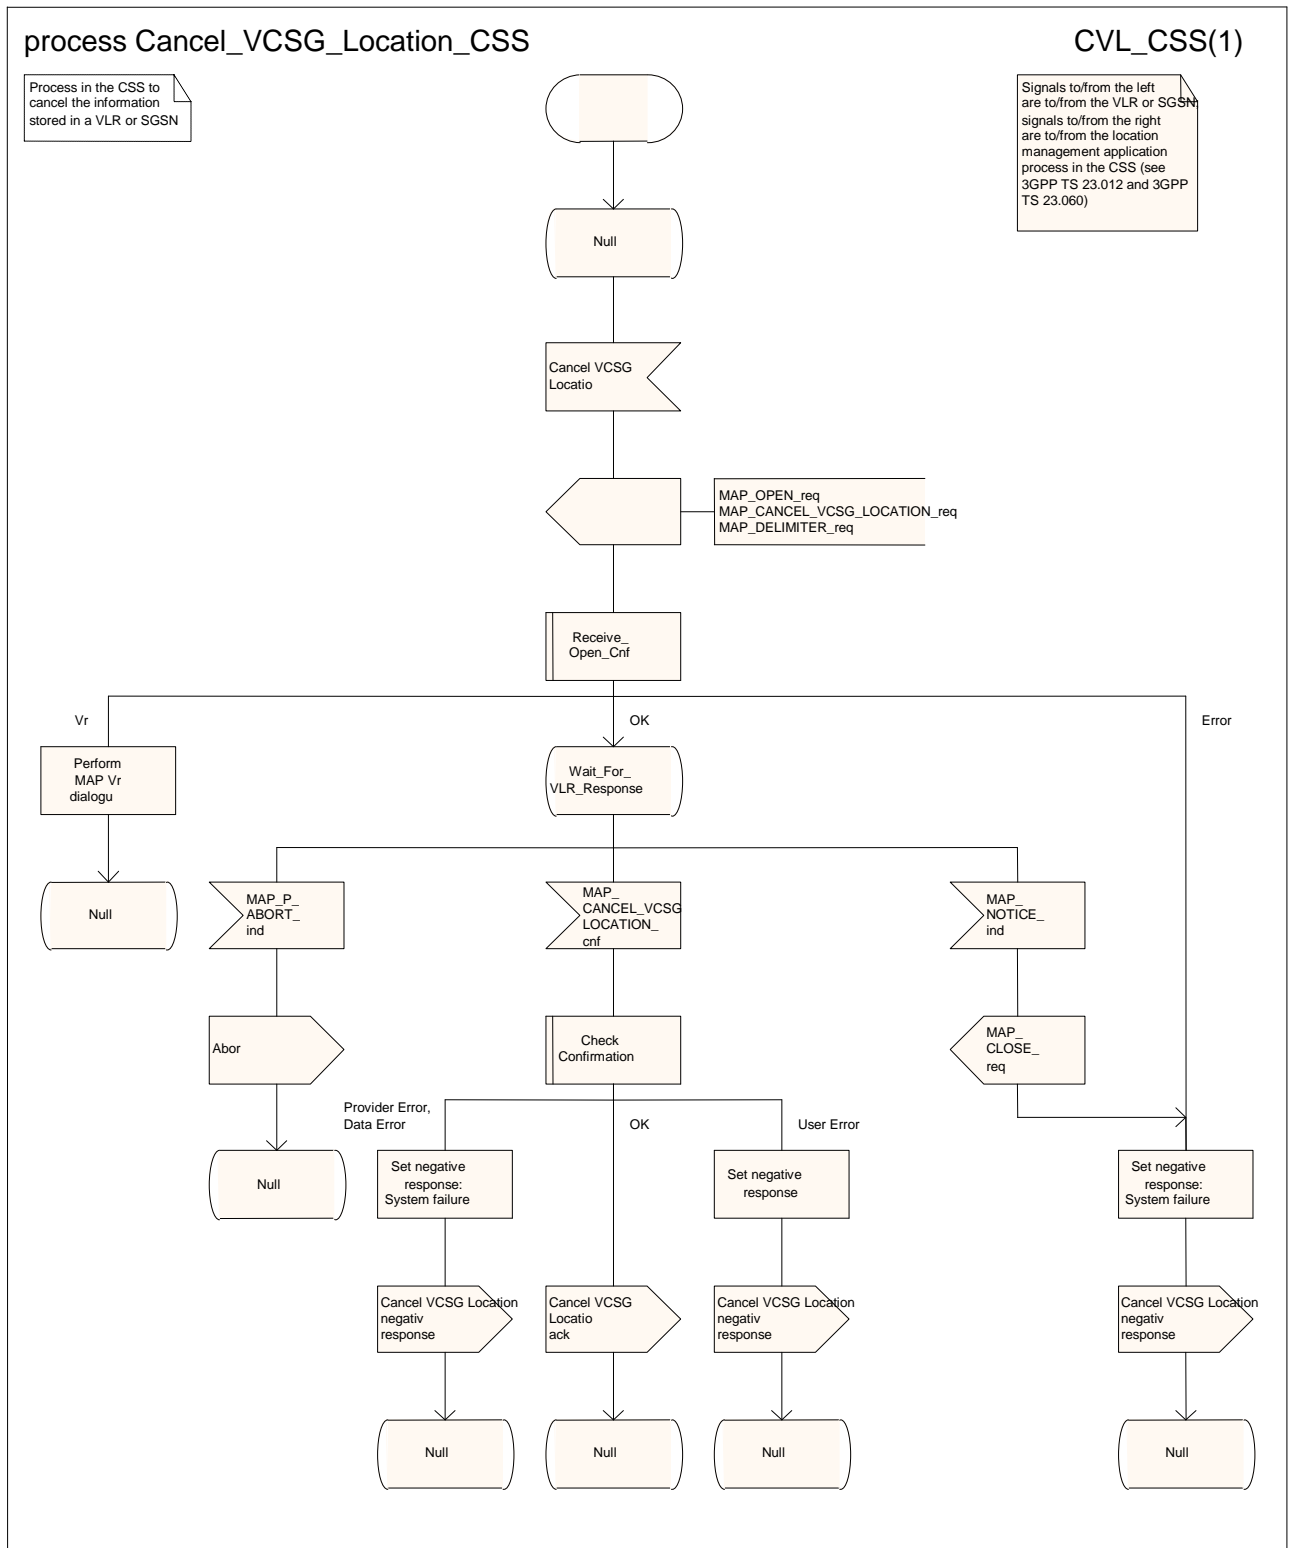 process Cancel_VCSG_Location_CSS
CVL_CSS(1)
Process in the CSS to
cancel the information
stored in a VLR or SGSN
Signals to/from the left
are to/from the VLR or SGSN;
signals to/from the right
are to/from the location
management application
process in the CSS (see
3GPP TS 23.012 and 3GPP
TS 23.060)
Null
Cancel VCSG
Locatio
MAP_OPEN_req
MAP_CANCEL_VCSG_LOCATION_req
MAP_DELIMITER_req
Receive_
Open_Cnf
Vr
OK
Error
Perform
MAP Vr
dialogu
Wait_For_
VLR_Response
Null
MAP_P_
ABORT_
ind
MAP_
CANCEL_VCSG
LOCATION_
cnf
MAP_
NOTICE_
ind
Abor
Check
Confirmation
MAP_
CLOSE_
req
Provider Error,
Data Error
OK
User Error
Null
Set negative
response:
System failure
Set negative
response
Set negative
response:
System failure
Cancel VCSG Location
negativ
response
Cancel VCSG
Locatio
ack
Cancel VCSG Location
negativ
response
Cancel VCSG Location
negativ
response
Null
Null
Null
Null